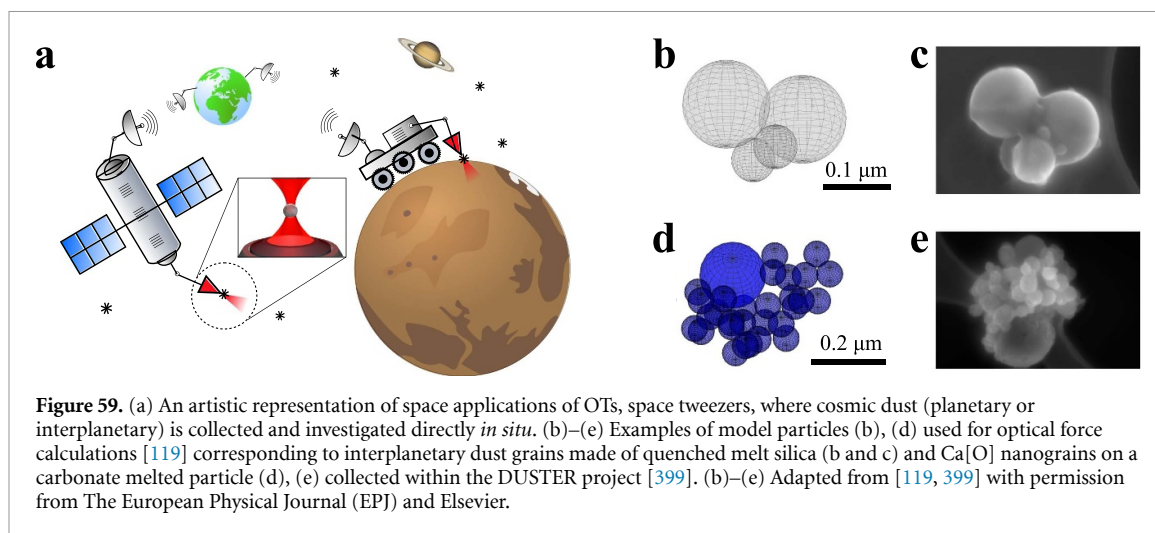 a
b
c
0.1 μm
d
e
0.2 μm
Figure 59. (a) An artistic representation of space applications of OTs, space tweezers, where cosmic dust (planetary or
interplanetary) is collected and investigated directly in situ. (b)–(e) Examples of model particles (b), (d) used for optical force
calculations [119] corresponding to interplanetary dust grains made of quenched melt silica (b and c) and Ca[O] nanograins on a
carbonate melted particle (d), (e) collected within the DUSTER project [399]. (b)–(e) Adapted from [119, 399] with permission
from The European Physical Journal (EPJ) and Elsevier.